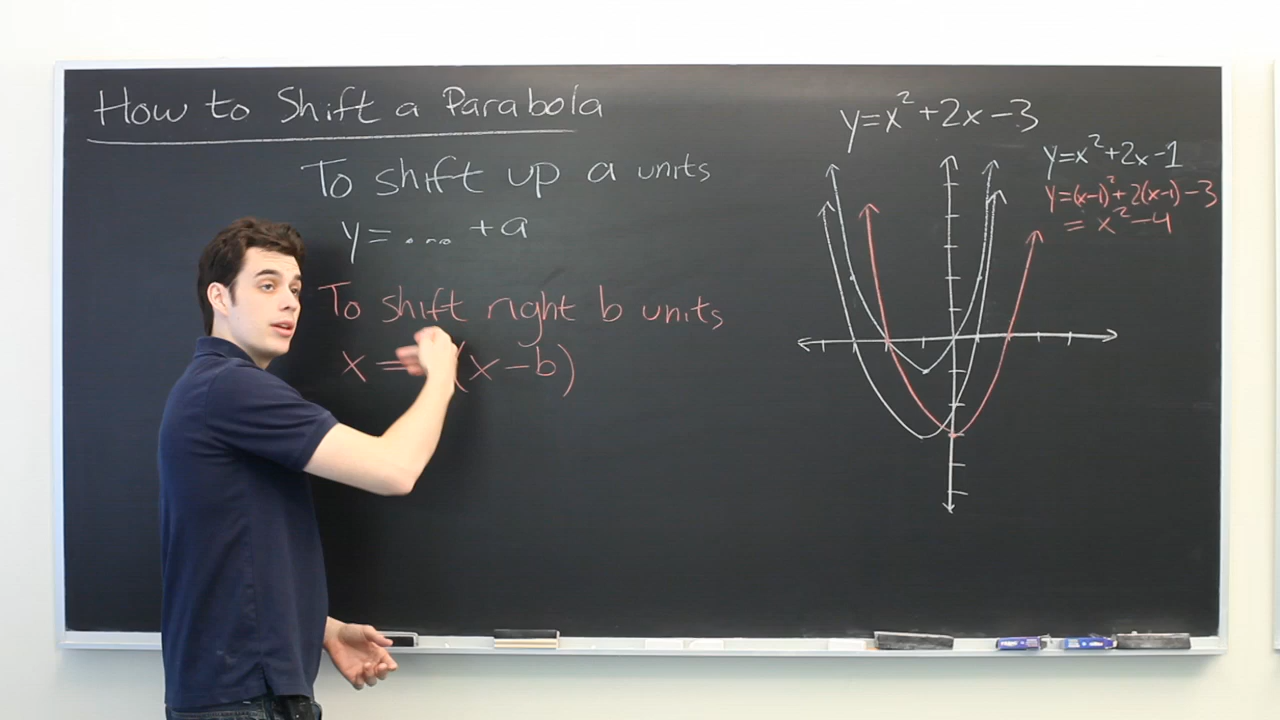 How to Shift a Parabola
To shift up a units
y = .... + a
To shift right b units
x = (x - b)
y = x² + 2x - 3
y = x² + 2x - 1
y = (x-1)² + 2(x-1) - 3
= x² - 4